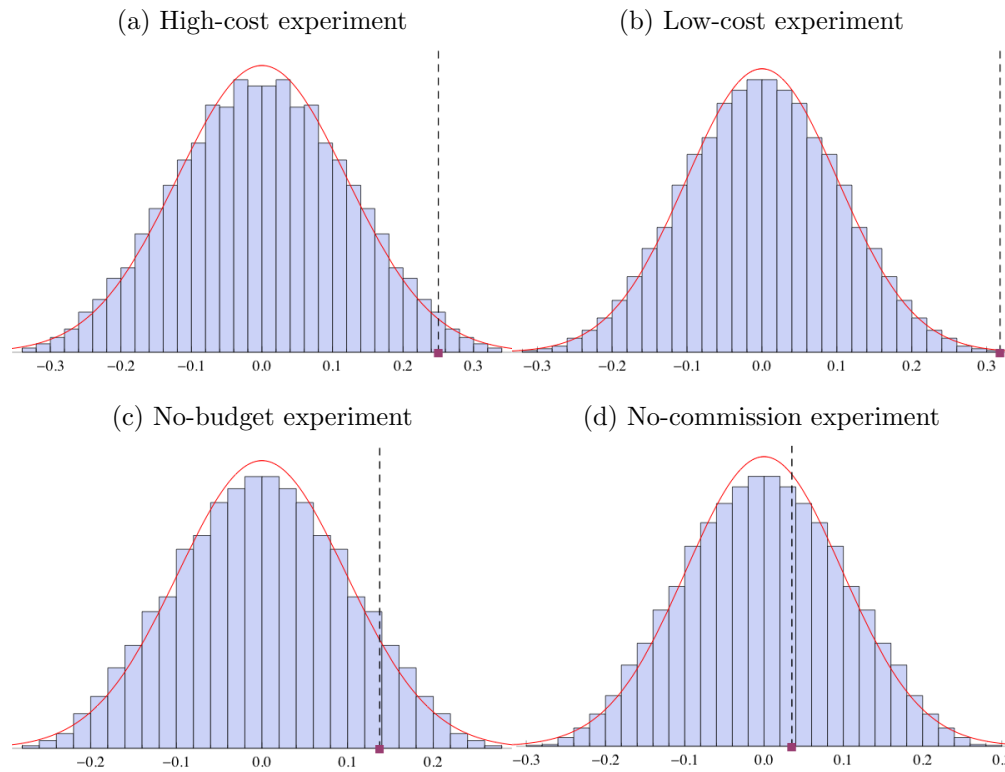 (a) High-cost experiment
(b) Low-cost experiment
−0.3 −0.2 −0.1 0.0 0.1 0.2 0.3
−0.3 −0.2 −0.1 0.0 0.1 0.2 0.3
(c) No-budget experiment
(d) No-commission experiment
−0.2 −0.1 0.0 0.1 0.2
−0.3 −0.2 −0.1 0.0 0.1 0.2